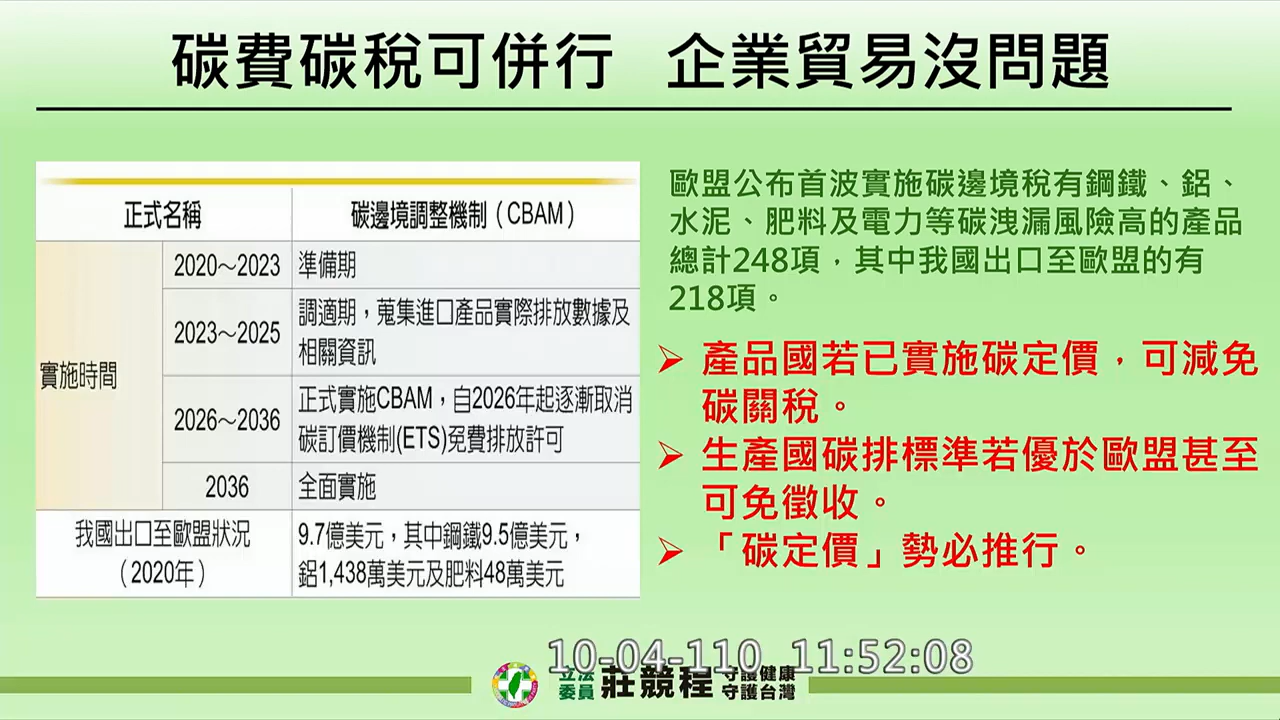 碳費碳稅可併行 企業貿易沒問題
正式名稱
碳邊境調整機制（CBAM）
實施時間
2020～2023
準備期
2023～2025
調適期，蒐集進口產品實際排放數據及
相關資訊
2026～2036
正式實施CBAM，自2026年起逐漸取消
碳訂價機制(ETS)免費排放許可
2036
全面實施
我國出口至歐盟狀況
（2020年）
9.7億美元，其中鋼鐵9.5億美元，
鋁1,438萬美元及肥料48萬美元
歐盟公布首波實施碳邊境稅有鋼鐵、鋁、
水泥、肥料及電力等碳洩漏風險高的產品
總計248項，其中我國出口至歐盟的有
218項。
➢ 產品國若已實施碳定價，可減免
碳關稅。
➢ 生產國碳排標準若優於歐盟甚至
可免徵收。
➢ 「碳定價」勢必推行。
10-04-110 11:52:08
立法
委員
莊競程
守護健康
守護台灣